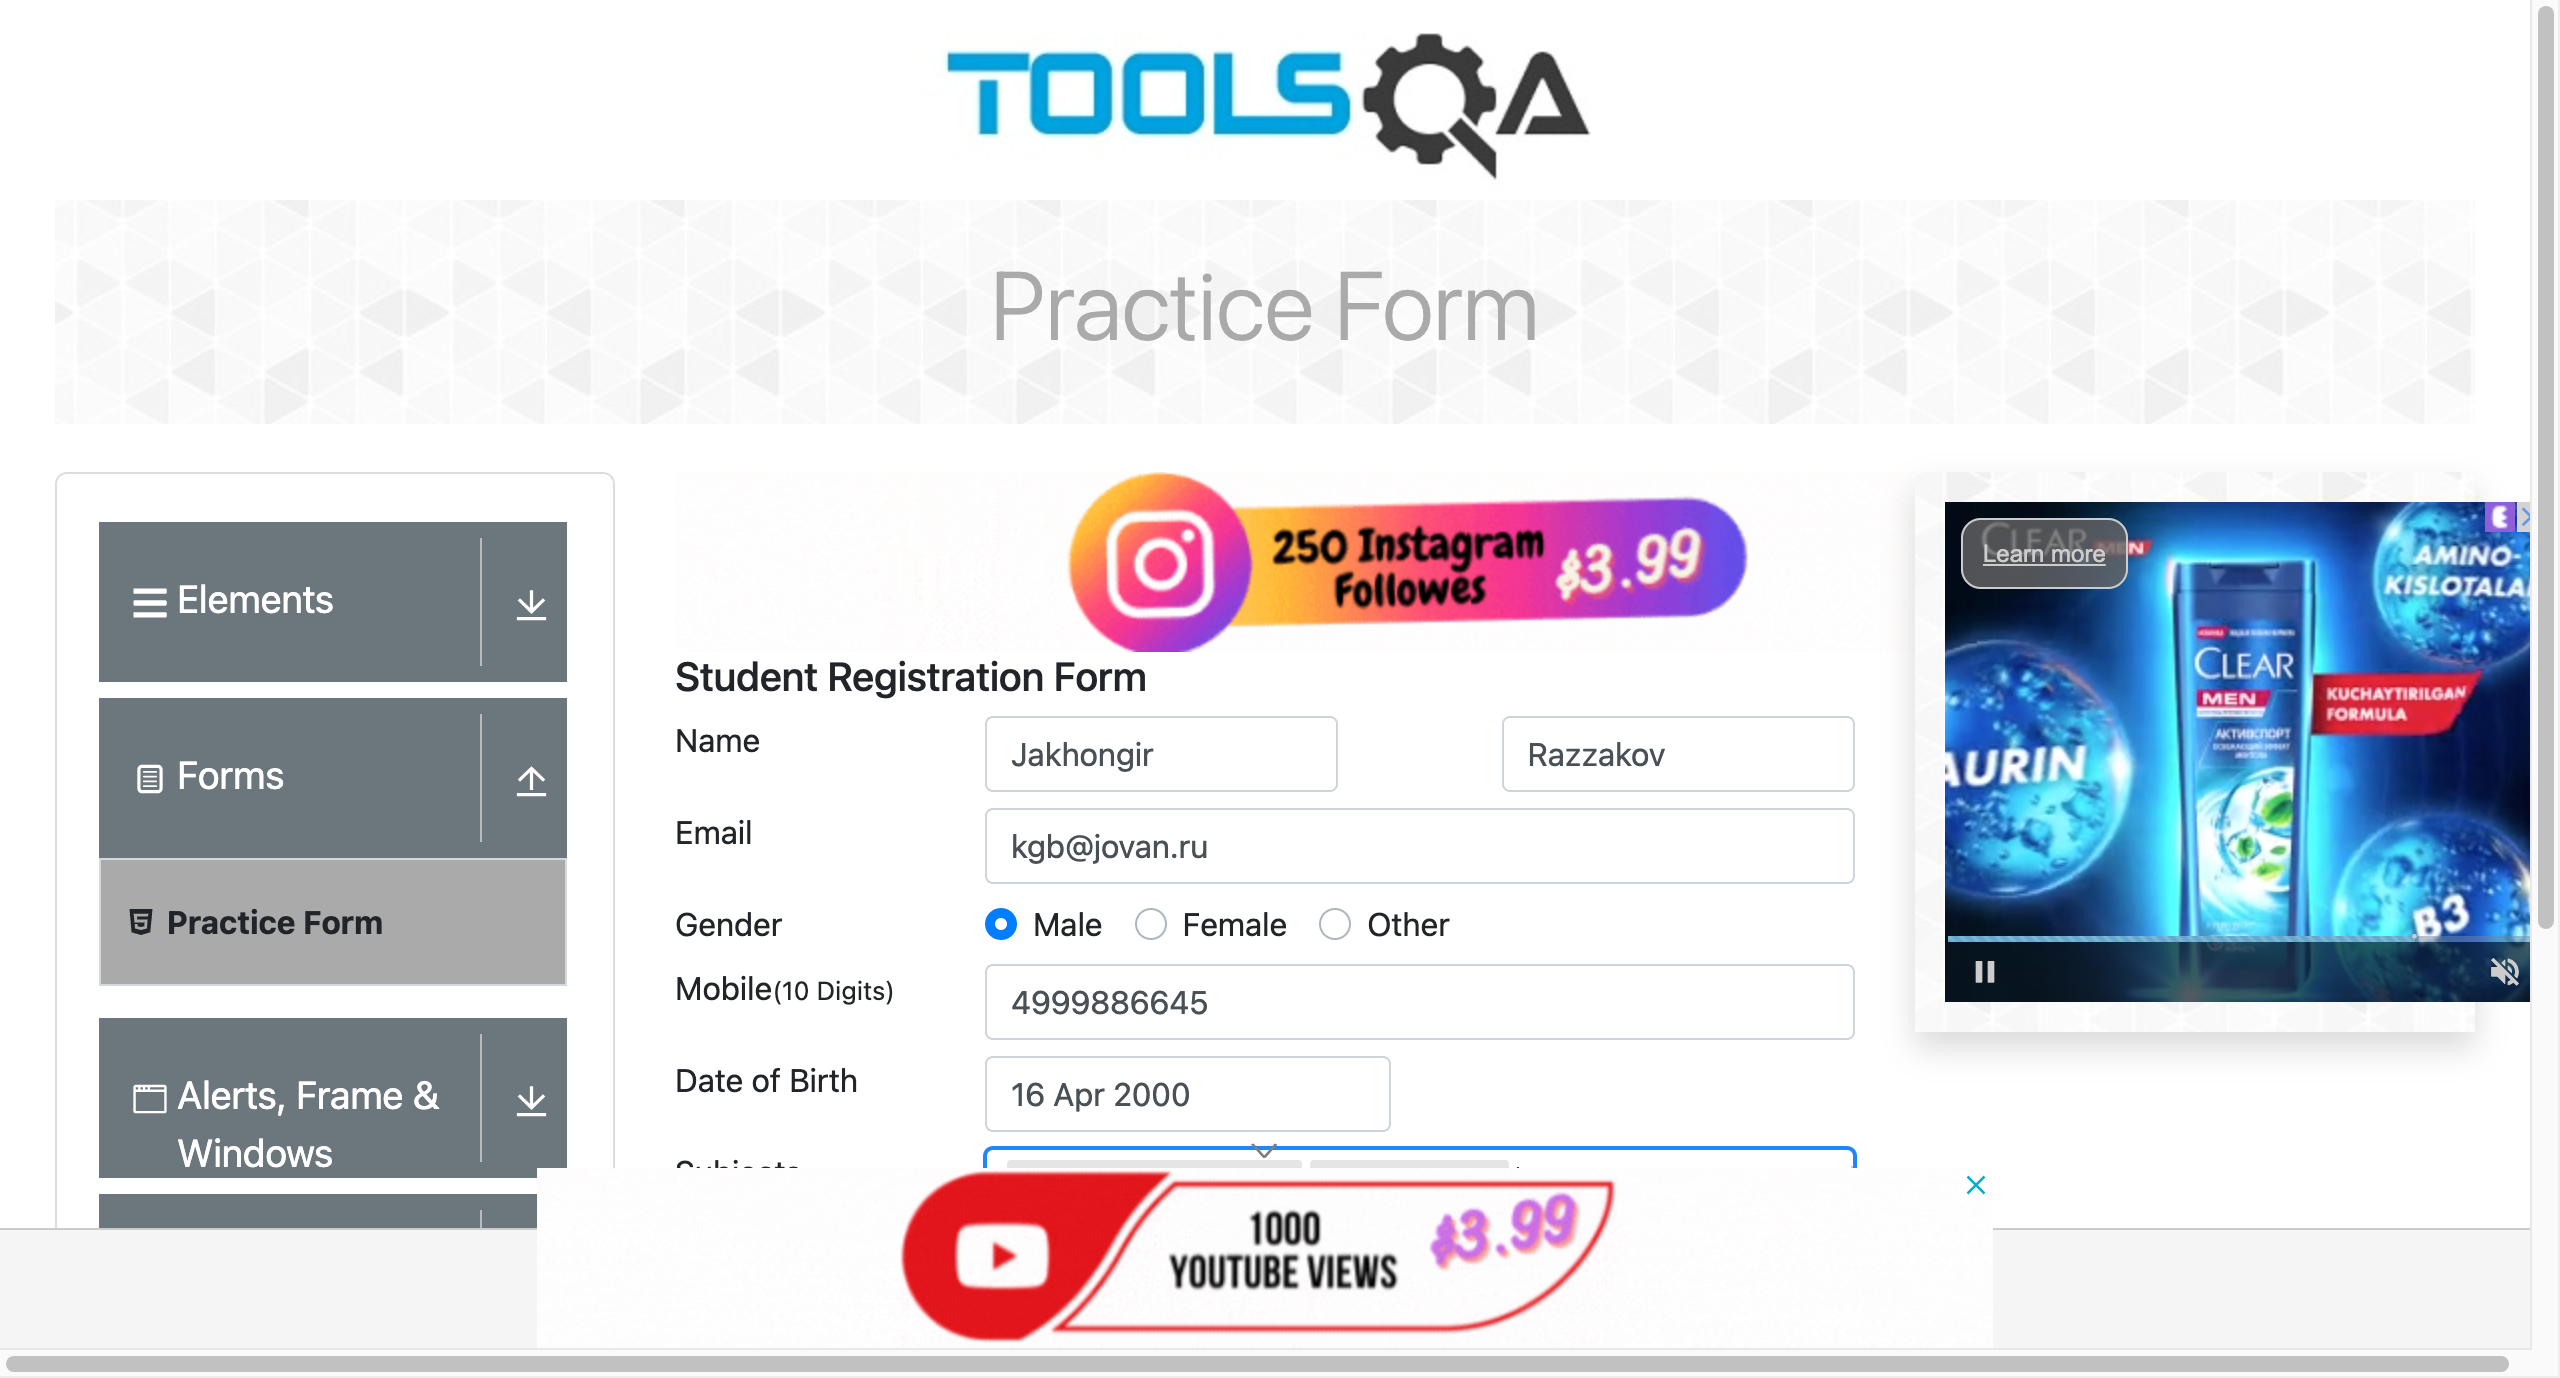 TOOLSQA
Practice Form
Elements
Forms
Practice Form
Alerts, Frame &
Windows
250 Instagram
Followes
$3.99
Student Registration Form
Name
Jakhongir
Razzakov
Email
kgb@jovan.ru
Gender
Male
Female
Other
Mobile(10 Digits)
4999886645
Date of Birth
16 Apr 2000
Subjects
Learn more
AMINO-
KISLOTALA
CLEAR
MEN
KUCHAYTIRILGAN
FORMULA
АКТИВСПОРТ
AURIN
B3
1000
YOUTUBE VIEWS
$3.99